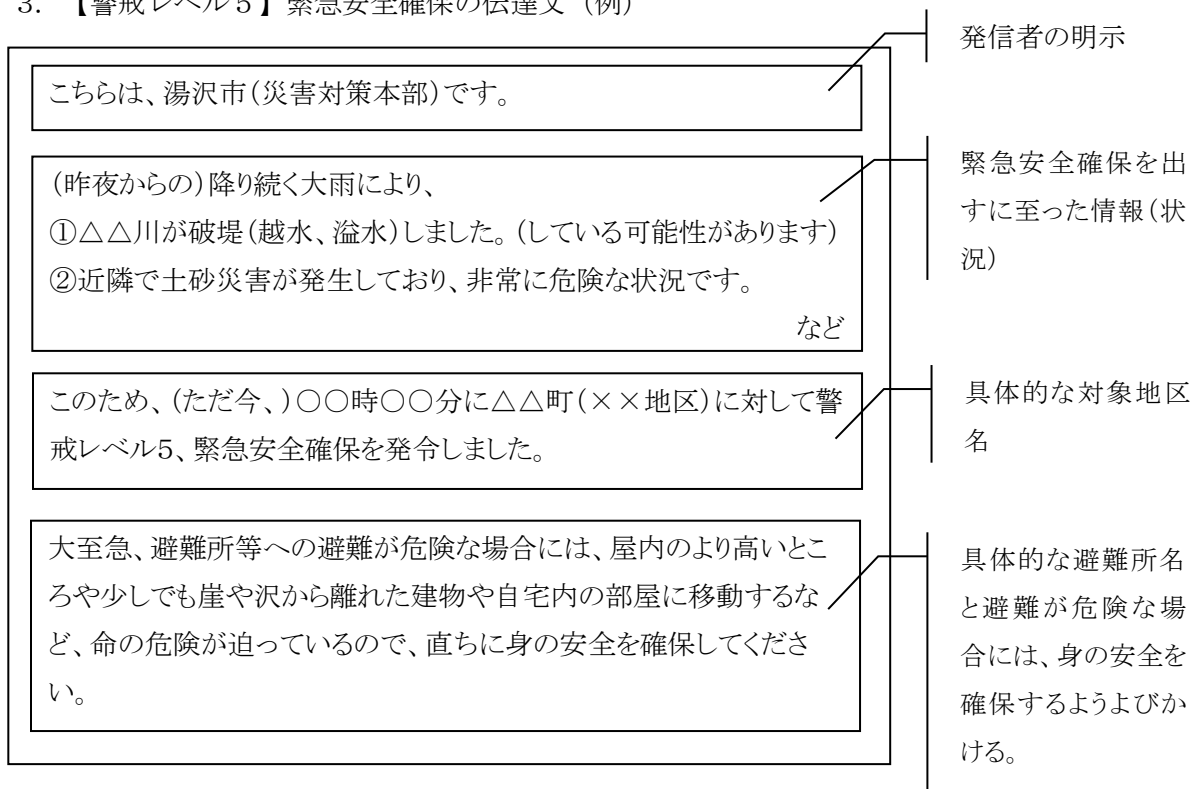 3. 【警戒レベル5】緊急安全確保の伝達文（例）
発信者の明示
こちらは、湯沢市（災害対策本部）です。
（昨夜からの）降り続く大雨により、
①△△川が破堤（越水、溢水）しました。（している可能性があります）
②近隣で土砂災害が発生しており、非常に危険な状況です。
など
緊急安全確保を出
すに至った情報（状
況）
このため、（ただ今、）○○時○○分に△△町（××地区）に対して警
戒レベル5、緊急安全確保を発令しました。
具体的な対象地区
名
大至急、避難所等への避難が危険な場合には、屋内のより高いとこ
ろや少しでも崖や沢から離れた建物や自宅内の部屋に移動するな
ど、命の危険が迫っているので、直ちに身の安全を確保してくださ
い。
具体的な避難所名
と避難が危険な場
合には、身の安全を
確保するようよびか
ける。